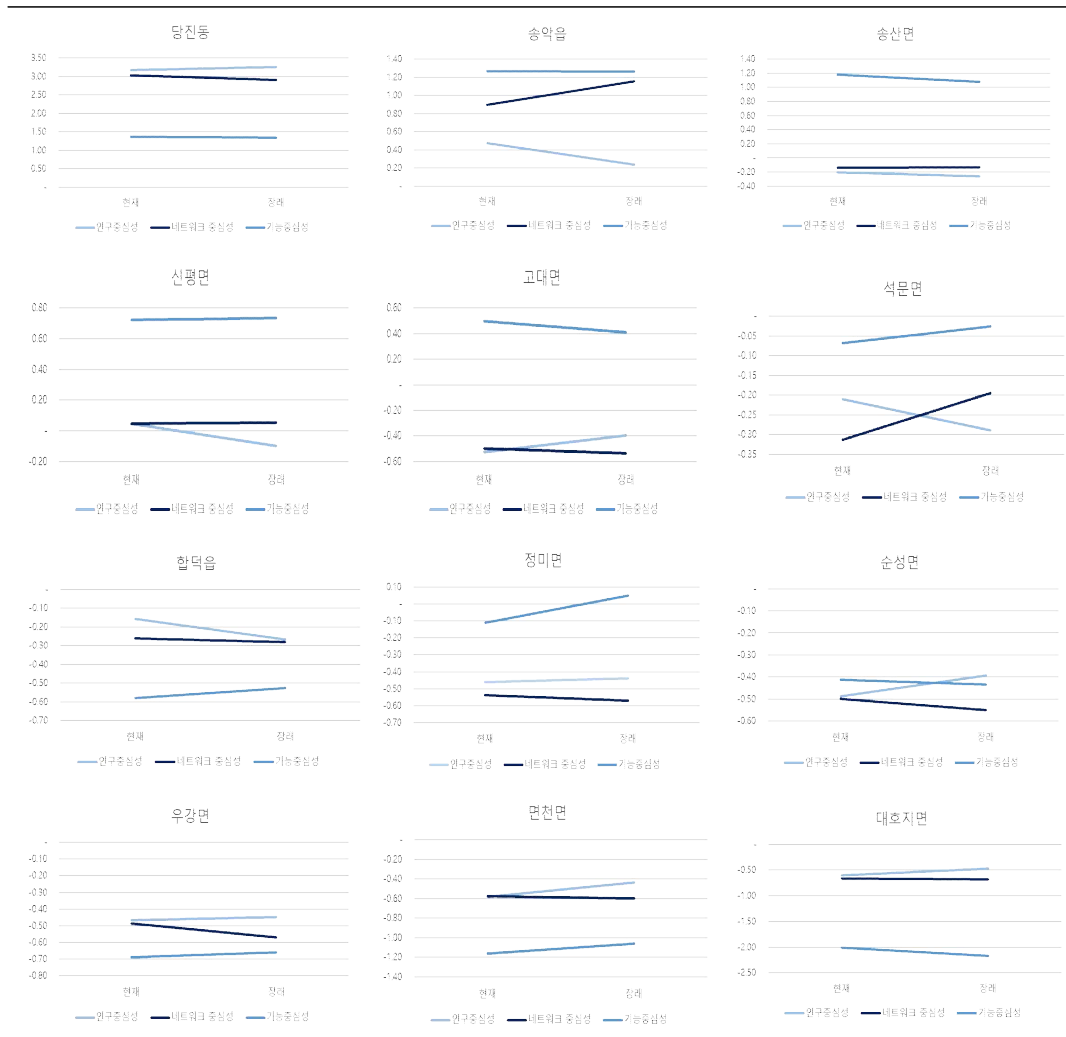 당진동
3.50
3.00
2.50
2.00
1.50
1.00
0.50
-
현재 장래
인구중심성 네트워크 중심성 기능중심성
송악읍
1.40
1.20
1.00
0.80
0.60
0.40
0.20
-
현재 장래
인구중심성 네트워크 중심성 기능중심성
송산면
1.40
1.20
1.00
0.80
0.60
0.40
0.20
-
-0.20
-0.40
현재 장래
인구중심성 네트워크 중심성 기능중심성
신평면
0.80
0.60
0.40
0.20
-
-0.20
현재 장래
인구중심성 네트워크 중심성 기능중심성
고대면
0.60
0.40
0.20
-
-0.20
-0.40
-0.60
현재 장래
인구중심성 네트워크 중심성 기능중심성
석문면
-
-0.05
-0.10
-0.15
-0.20
-0.25
-0.30
-0.35
현재 장래
인구중심성 네트워크 중심성 기능중심성
합덕읍
-
-0.10
-0.20
-0.30
-0.40
-0.50
-0.60
-0.70
현재 장래
인구중심성 네트워크 중심성 기능중심성
정미면
0.10
-
-0.10
-0.20
-0.30
-0.40
-0.50
-0.60
-0.70
현재 장래
인구중심성 네트워크 중심성 기능중심성
순성면
-
-0.10
-0.20
-0.30
-0.40
-0.50
-0.60
현재 장래
인구중심성 네트워크 중심성 기능중심성
우강면
-
-0.10
-0.20
-0.30
-0.40
-0.50
-0.60
-0.70
-0.80
현재 장래
인구중심성 네트워크 중심성 기능중심성
면천면
-
-0.20
-0.40
-0.60
-0.80
-1.00
-1.20
-1.40
현재 장래
인구중심성 네트워크 중심성 기능중심성
대호지면
-
-0.50
-1.00
-1.50
-2.00
-2.50
현재 장래
인구중심성 네트워크 중심성 기능중심성